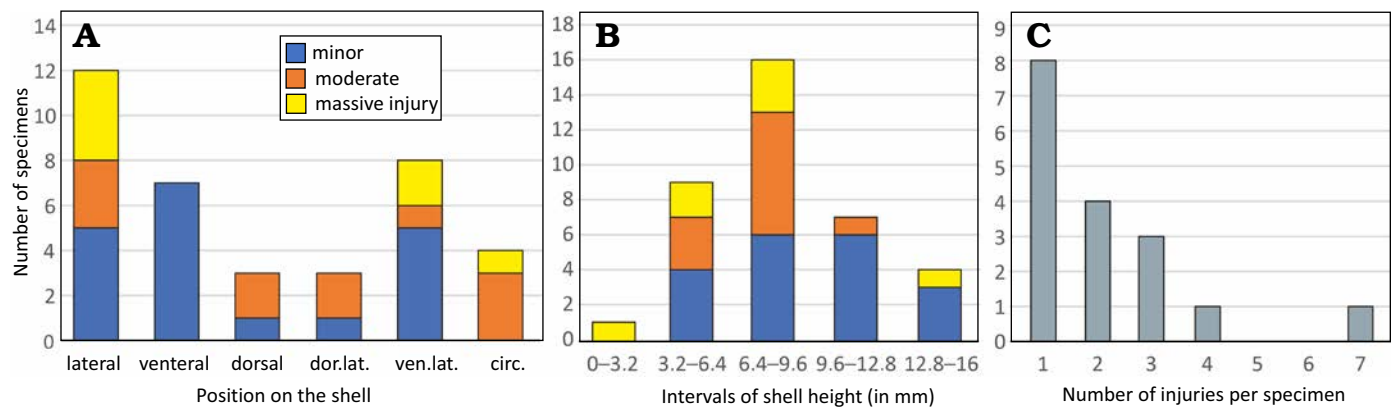 A
minor
moderate
massive injury
14
12
10
8
6
4
2
0
Number of specimens
lateral venteral dorsal dor.lat. ven.lat. circ.
Position on the shell
B
18
16
14
12
10
8
6
4
2
0
0–3.2 3.2–6.4 6.4–9.6 9.6–12.8 12.8–16
Intervals of shell height (in mm)
C
9
8
7
6
5
4
3
2
1
0
1 2 3 4 5 6 7
Number of injuries per specimen